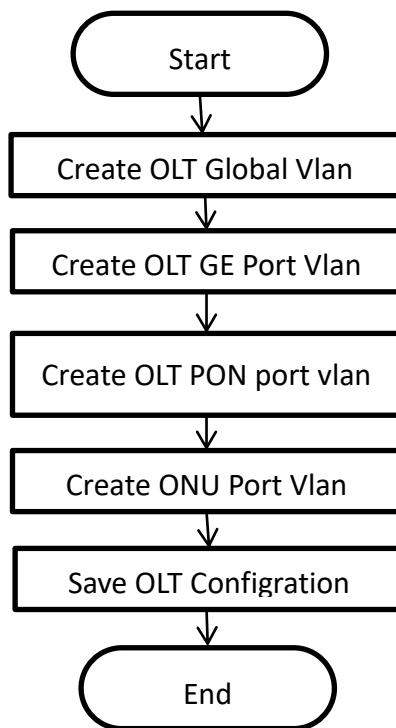 Start
Create OLT Global Vlan
Create OLT GE Port Vlan
Create OLT PON port vlan
Create ONU Port Vlan
Save OLT Configration
End